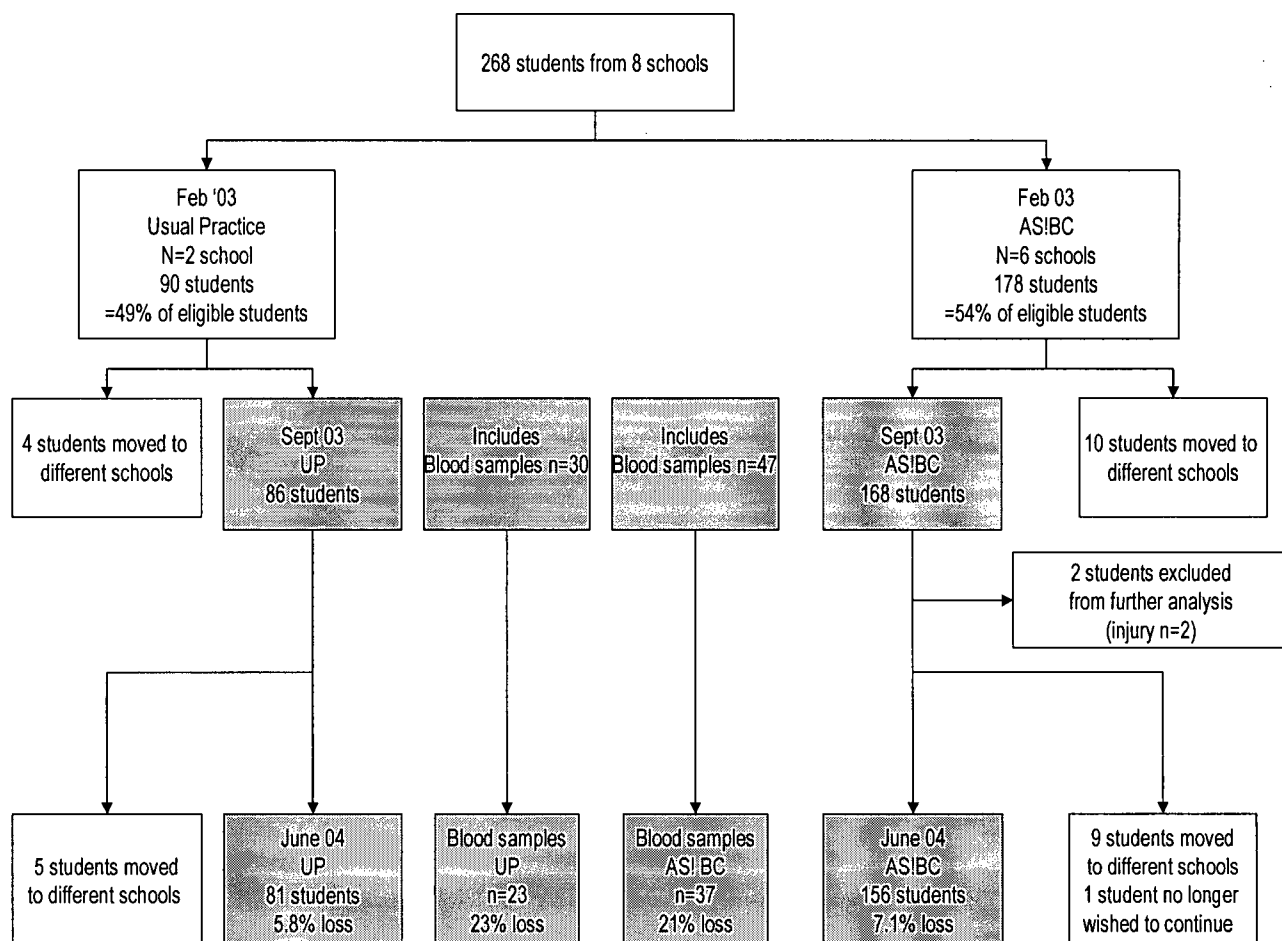 268 students from 8 schools
Feb '03
Usual Practice
N=2 school
90 students
=49% of eligible students
Feb 03
AS!BC
N=6 schools
178 students
=54% of eligible students
4 students moved to
different schools
Sept 03
UP
86 students
Includes
Blood samples n=30
Includes
Blood samples n=47
Sept 03
AS!BC
168 students
10 students moved to
different schools
2 students excluded
from further analysis
(injury n=2)
5 students moved
to different schools
June 04
UP
81 students
5.8% loss
Blood samples
UP
n=23
23% loss
Blood samples
AS! BC
n=37
21% loss
June 04
AS!BC
156 students
7.1% loss
9 students moved
to different schools
1 student no longer
wished to continue